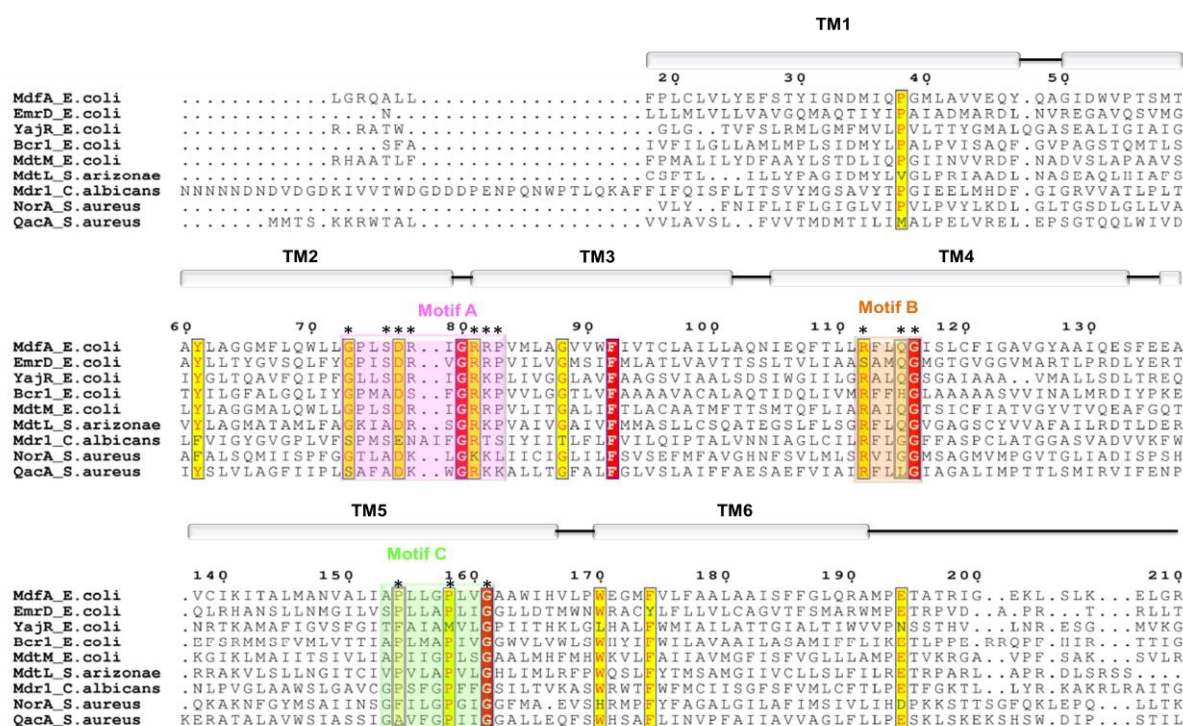 TM1
20 30 40 50
MdfA_E.coli ............LGRQALL..................FPLCLVLYEFSTYIGNDMIQPGMLAVVEQY.QAGIDWVPTSMT
EmrD_E.coli ................N....................LLLMLVLLVAVGQMAQTIYIPAIADMARDL.NVREGAVQSVMG
YajR_E.coli ............R.RATW...................GLG..TVFSLRMLGMFMVLPVLTTYGMALQGASEALIGIAIG
Bcr1_E.coli ................SFA..................IVFILGLLAMLMPLSIDMYLPALPVISAQF.GVPAGSTQMTLS
MdtM_E.coli ............RHAATLF..................IFPMALILYDFAAYLSTDLIQPGIINVVRDF.NADVSLAPAAVS
MdtL_S.arizonae .....................................CSFTL...ILLYPAGIDMYLVGLPRIAADL.NASEAQLHIAFS
Mdr1_C.albicans NNNNNDNDVDGDKIVVTWDGDDDPENPQNWPTLQKAFFIFQISFLTTSVYMGSAVYTPGIEELMHDF.GIGRVVATLPLT
NorA_S.aureus .....................................VLY..FNIFLIFLGIGLVIPVLPVYLKDL.GLTGSDLGLLVA
QacA_S.aureus .......MMTS.KKRWTAL..................VVLAVSL..FVVTMDMTILIMALPELVREL.EPSGTQQLWIVD
TM2 TM3 TM4
Motif A Motif B
60 70 80 90 100 110 120 130
* *** *** * **
MdfA_E.coli AYLAGGMFLQWLLGPLSDR..IGRRPVMLAGVVWFIVTCLAILLAQNIEQFTLLRFLQGISLCFIGAVGYAAIQESFEEA
EmrD_E.coli AYLLTYGVSQLFYGPISDR..VGRRPVILVGMSIFMLATLVAVTTSSLTVLIAASAMQGMGTGVGGVMARTLPRDLYERT
YajR_E.coli IYGLTQAVFQIPFGLLSDR..IGRKPLIVGGLAVFAAGSVIAALSDSIWGIILGRALQGSGAIAAA..VMALLSDLTREQ
Bcr1_E.coli TYILGFALGQLIYGPMADS..FGRKPVVLGGTLVFAAAAVACALAQTIDQLIVMRFFHGLAAAAASVVINALMRDIYPKE
MdtM_E.coli LYLAGGMALQWLLGPLSDR..IGRRPVLITGALIFTLACAATMFTTSMTQFLIARAIQGTSICFIATVGYVTVQEAFGQT
MdtL_S.arizonae VYLAGMATAMLFAGKIADR..SGRKPVAIVGALVFMMASLLCSQATEGSLFLSGRFLQGVGAGSCYVVAFAILRDTLDDR
Mdr1_C.albicans LFVIGYGVGPLVFSPMSENAIFGRTSIYIITLFLFVILQIPTALVNNIAGLCILRFLGGFFASPCLATGGASVADVVKFW
NorA_S.aureus AFALSQMIISPFGGTLADK..LGKKLIICIGLILFSVSEFMFAVGHNFSVLMLSRVIGGMSAGMVMPGVTGLIADISPSH
QacA_S.aureus IYSLVLAGFIIPLSAFADK.WGRKKALLTGFALFGLVSLAIFFAESAEFVIAIRFLLGIAGALIMPTTLSMIRVIFENP
TM5 TM6
Motif C
140 150 160 170 180 190 200 210
* * *
MdfA_E.coli .VCIKITALMANVALIAPLLGPLVGAAWIHVLPWEGMFVLFAALAAISFFGLQRAMPETATRIG..EKL.SLK...ELGR
EmrD_E.coli .QLRHANSLLNMGILVSPLLAPLIGGLLDTMWNWRACYLFLLVLCAGVTFSMARWMPETRPVD..A.PR...T..RLLT
YajR_E.coli .NRTKAMAFIGVSFGITFAIAMVLGPIITHKLGLHALFWMIAILATTGIALTIWVVPNSSTHV...LNR.ESG...MVKG
Bcr1_E.coli .EFSRMMSFVMLVTTIAPLMAPIVGGWVLVWLSWHYIFWILALAAILASAMIFFLIKETLPPE.RRQPF.HIR..TTIG
MdtM_E.coli .KGIKLMAIITSIVLIAPIIGPLSGAALMHFMHWKVLFAIIAVMGFISFVGLLLAMPETVKRGA..VPF.SAK...SVLR
MdtL_S.arizonae .RRAKVLSLLNGITCIVPVLAPVLGHLIMLRFPWQSLFYTMSAMGIIVCLLSLFILRETRPARL..APR..DSS......
Mdr1_C.albicans .NLPVGLAAWSLGAVCGPSFGPFFGSILTVKASWRWTFWFMCIISGFSFVMLCFTLPETFGKTL..LYR.KAKRLRAITG
NorA_S.aureus .QKAKNFGYMSAIINSGFILGPGIGGFMA.EVSHRMPFYFAGALGILAFIMSIVLIHDPKKSTTSGFQKLEPQ...LLTK
QacA_S.aureus .KERATALAVWSIASSIGAVFGPIIGGALLEQFSWHSAFLINVPFAIIAVVAGLFLLPESKLSKEKSHSW.DIP...ST